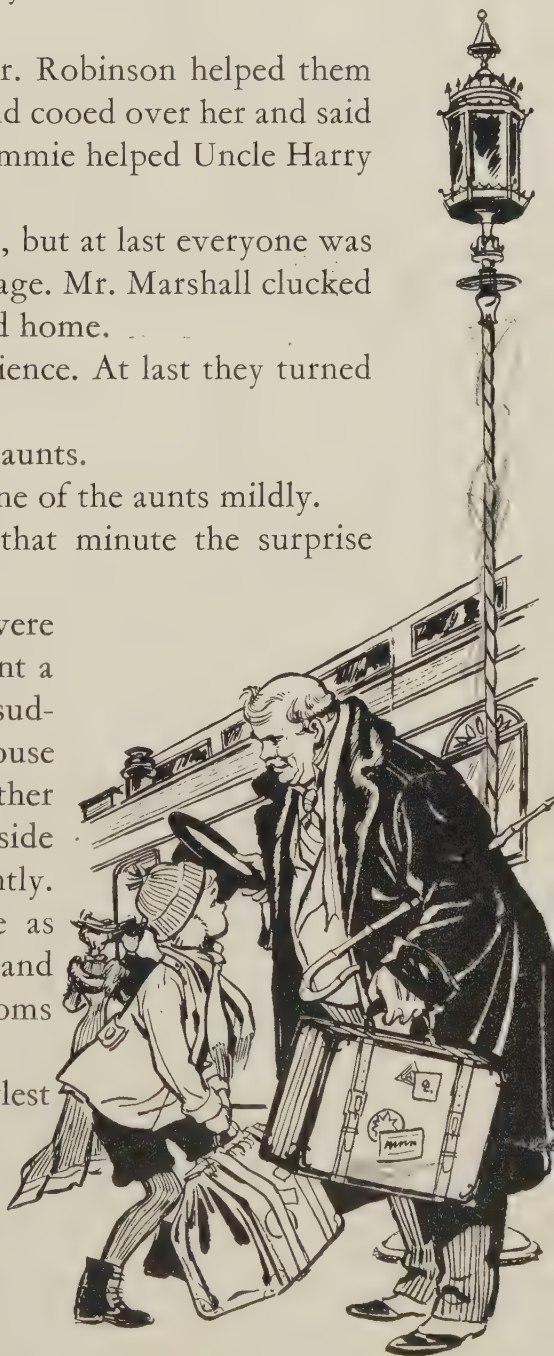 r. Robinson helped them
d cooed over her and said
mmie helped Uncle Harry
, but at last everyone was
age. Mr. Marshall clucked
d home.
ience. At last they turned
aunts.
ne of the aunts mildly.
that minute the surprise
were
nt a
sud-
ouse
ther
side
ntly.
e as
and
oms
lest